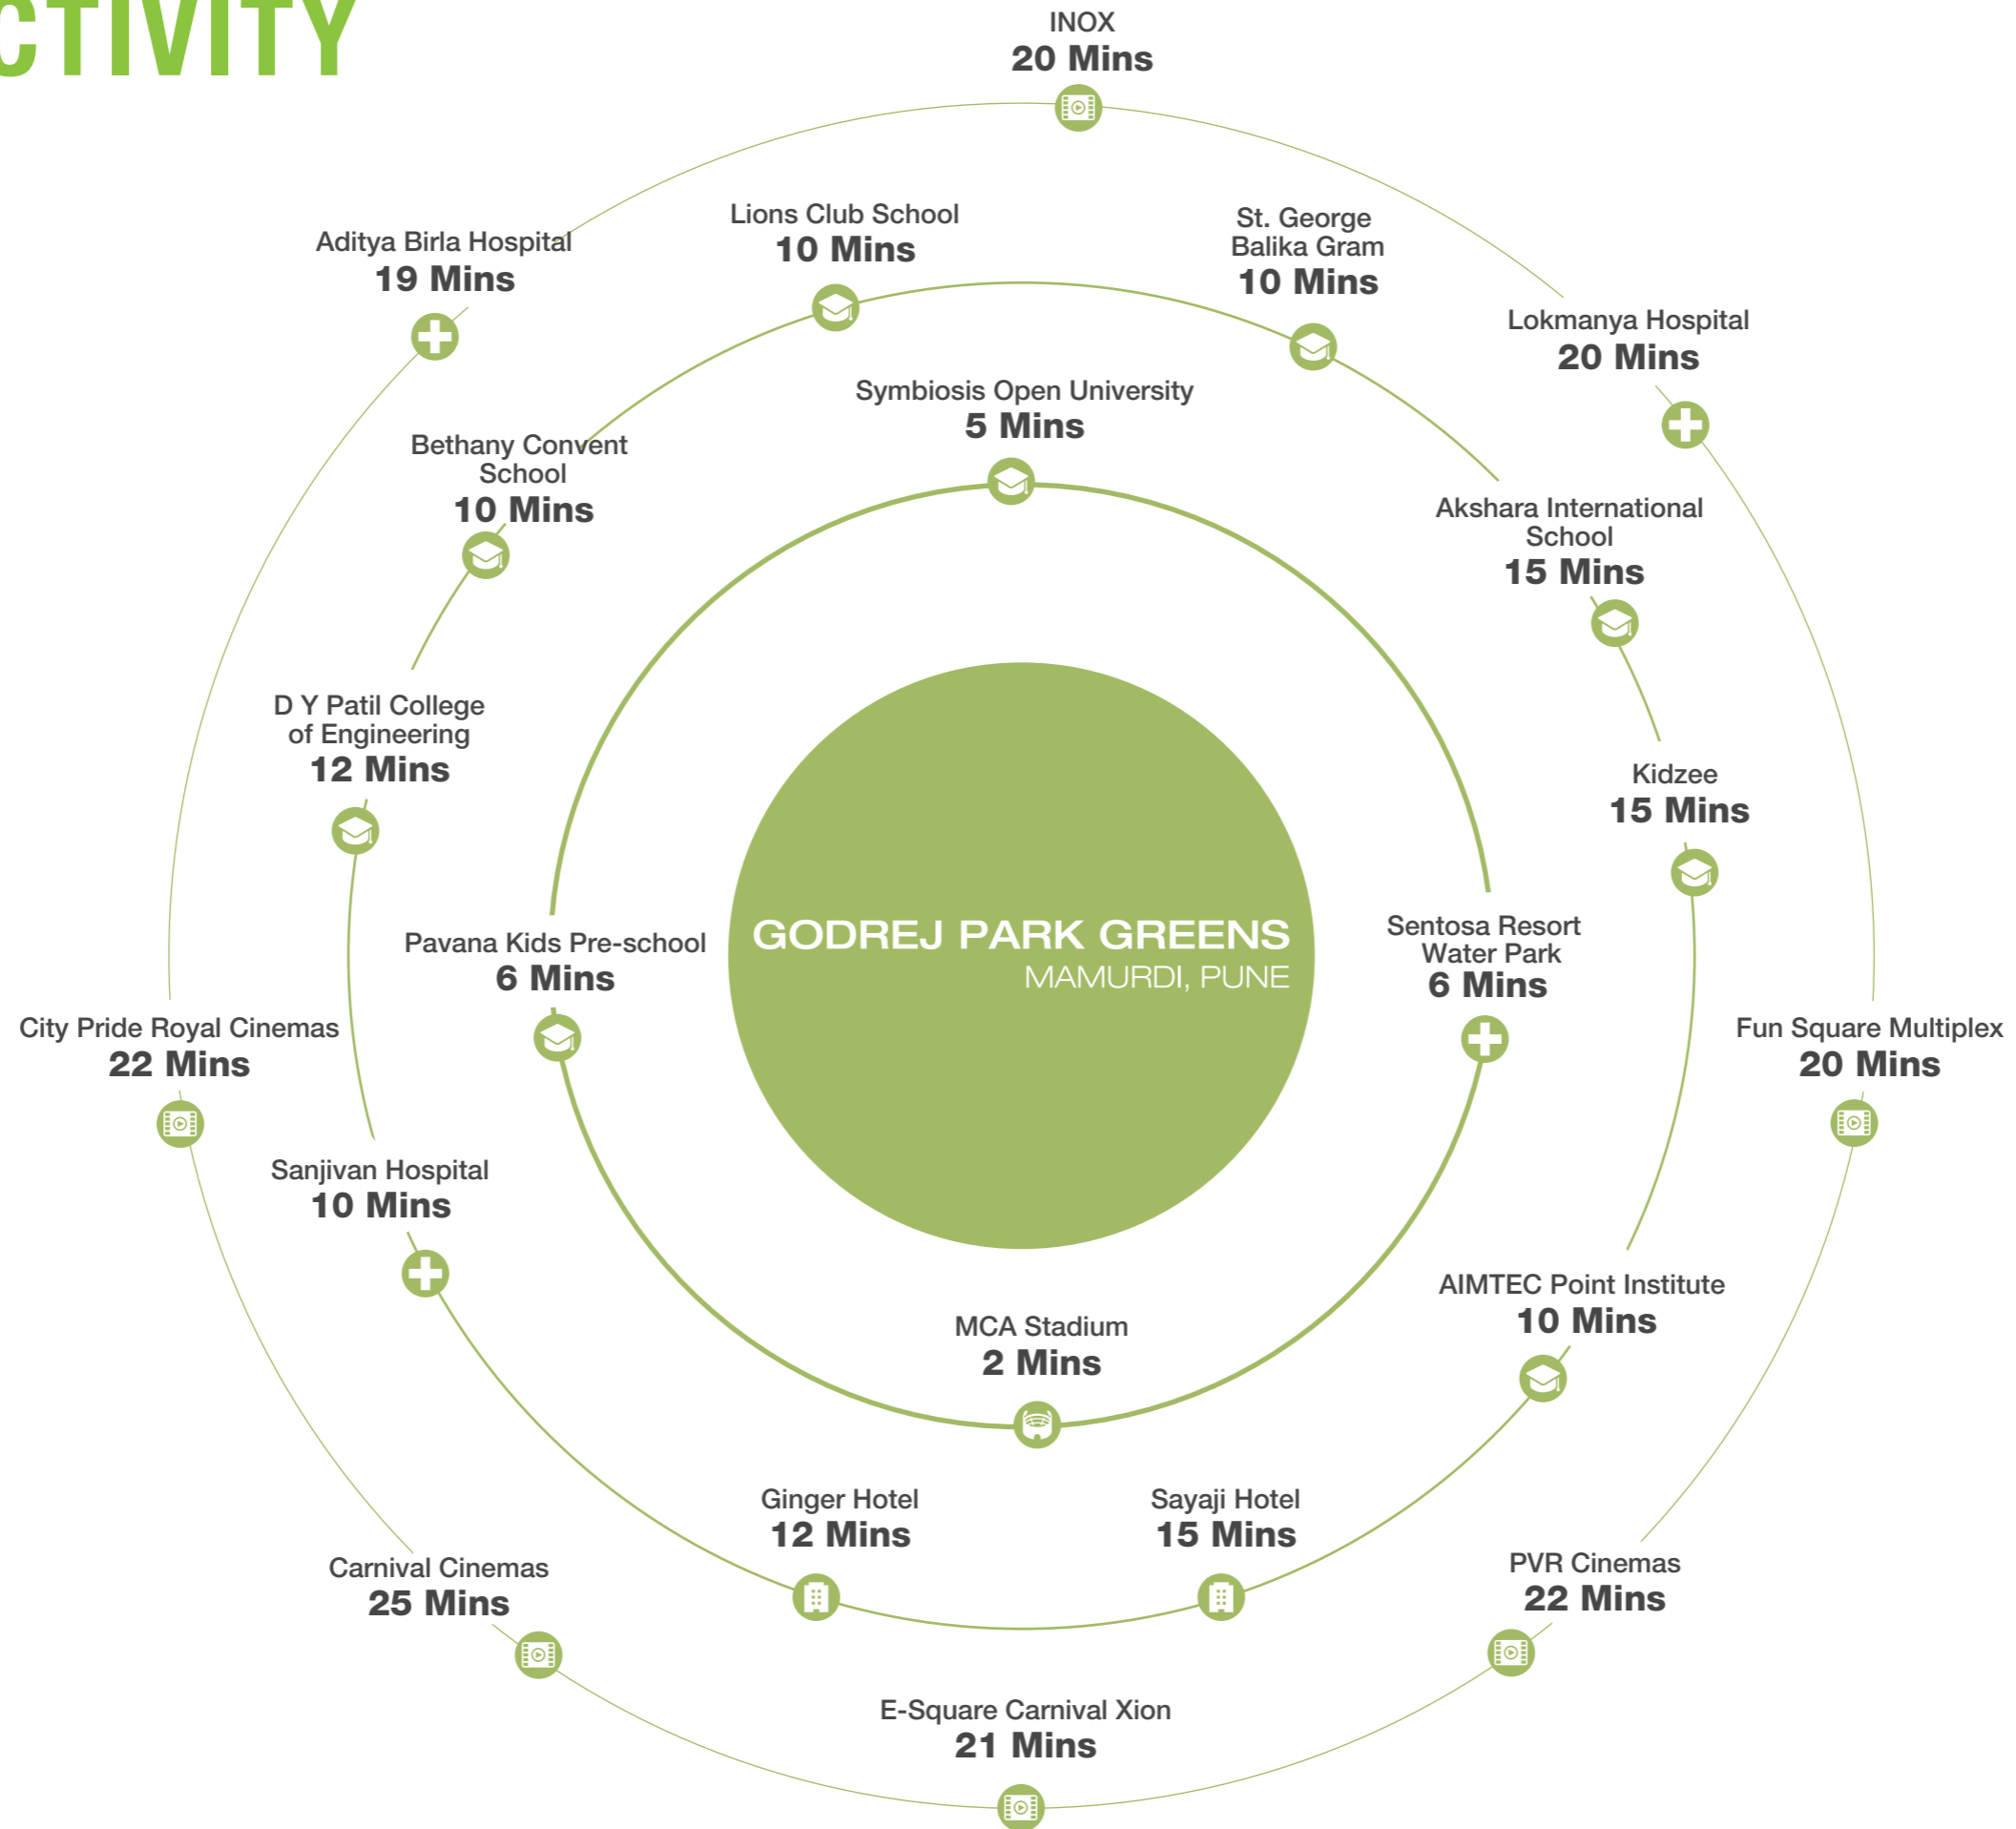 CTIVITY
INOX
20 Mins
Lions Club School
10 Mins
St. George
Balika Gram
10 Mins
Aditya Birla Hospital
19 Mins
Lokmanya Hospital
20 Mins
Symbiosis Open University
5 Mins
Bethany Convent
School
10 Mins
Akshara International
School
15 Mins
D Y Patil College
of Engineering
12 Mins
Kidzee
15 Mins
Pavana Kids Pre-school
6 Mins
GODREJ PARK GREENS
MAMURDI, PUNE
Sentosa Resort
Water Park
6 Mins
City Pride Royal Cinemas
22 Mins
Fun Square Multiplex
20 Mins
Sanjivan Hospital
10 Mins
AIMTEC Point Institute
10 Mins
MCA Stadium
2 Mins
Ginger Hotel
12 Mins
Sayaji Hotel
15 Mins
Carnival Cinemas
25 Mins
PVR Cinemas
22 Mins
E-Square Carnival Xion
21 Mins